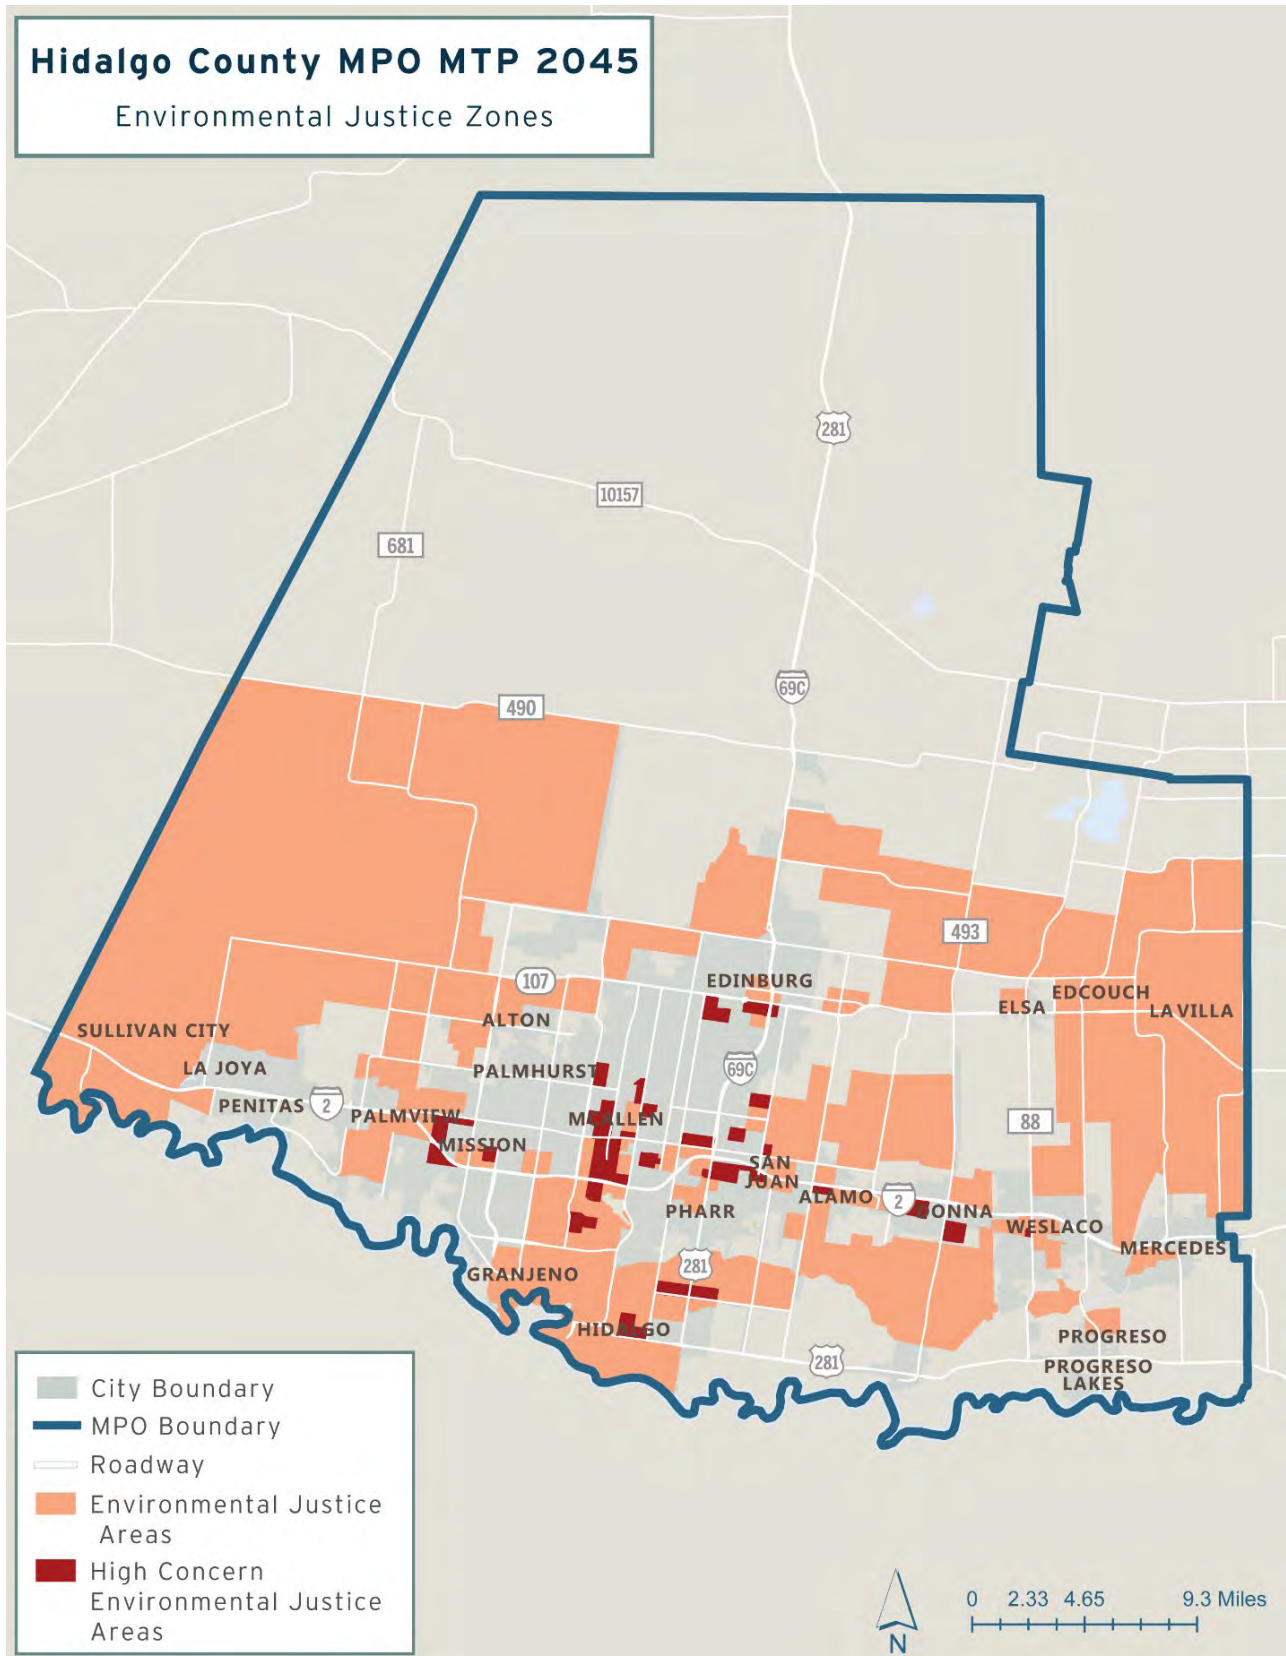 Hidalgo County MPO MTP 2045
Environmental Justice Zones
281
10157
681
69C
490
493
107
EDINBURG
ELSA
EDCOUCH
LA VILLA
ALTON
SULLIVAN CITY
LA JOYA
PALMHURST
69C
PENITAS
2
PALMVIEW
MCALLEN
88
MISSION
SAN
JUAN
ALAMO
2
DONNA
PHARR
WESLACO
MERCEDES
281
GRANJENO
HIDALGO
PROGRESO
281
PROGRESO
LAKES
City Boundary
MPO Boundary
Roadway
Environmental Justice
Areas
High Concern
Environmental Justice
Areas
N
0 2.33 4.65 9.3 Miles